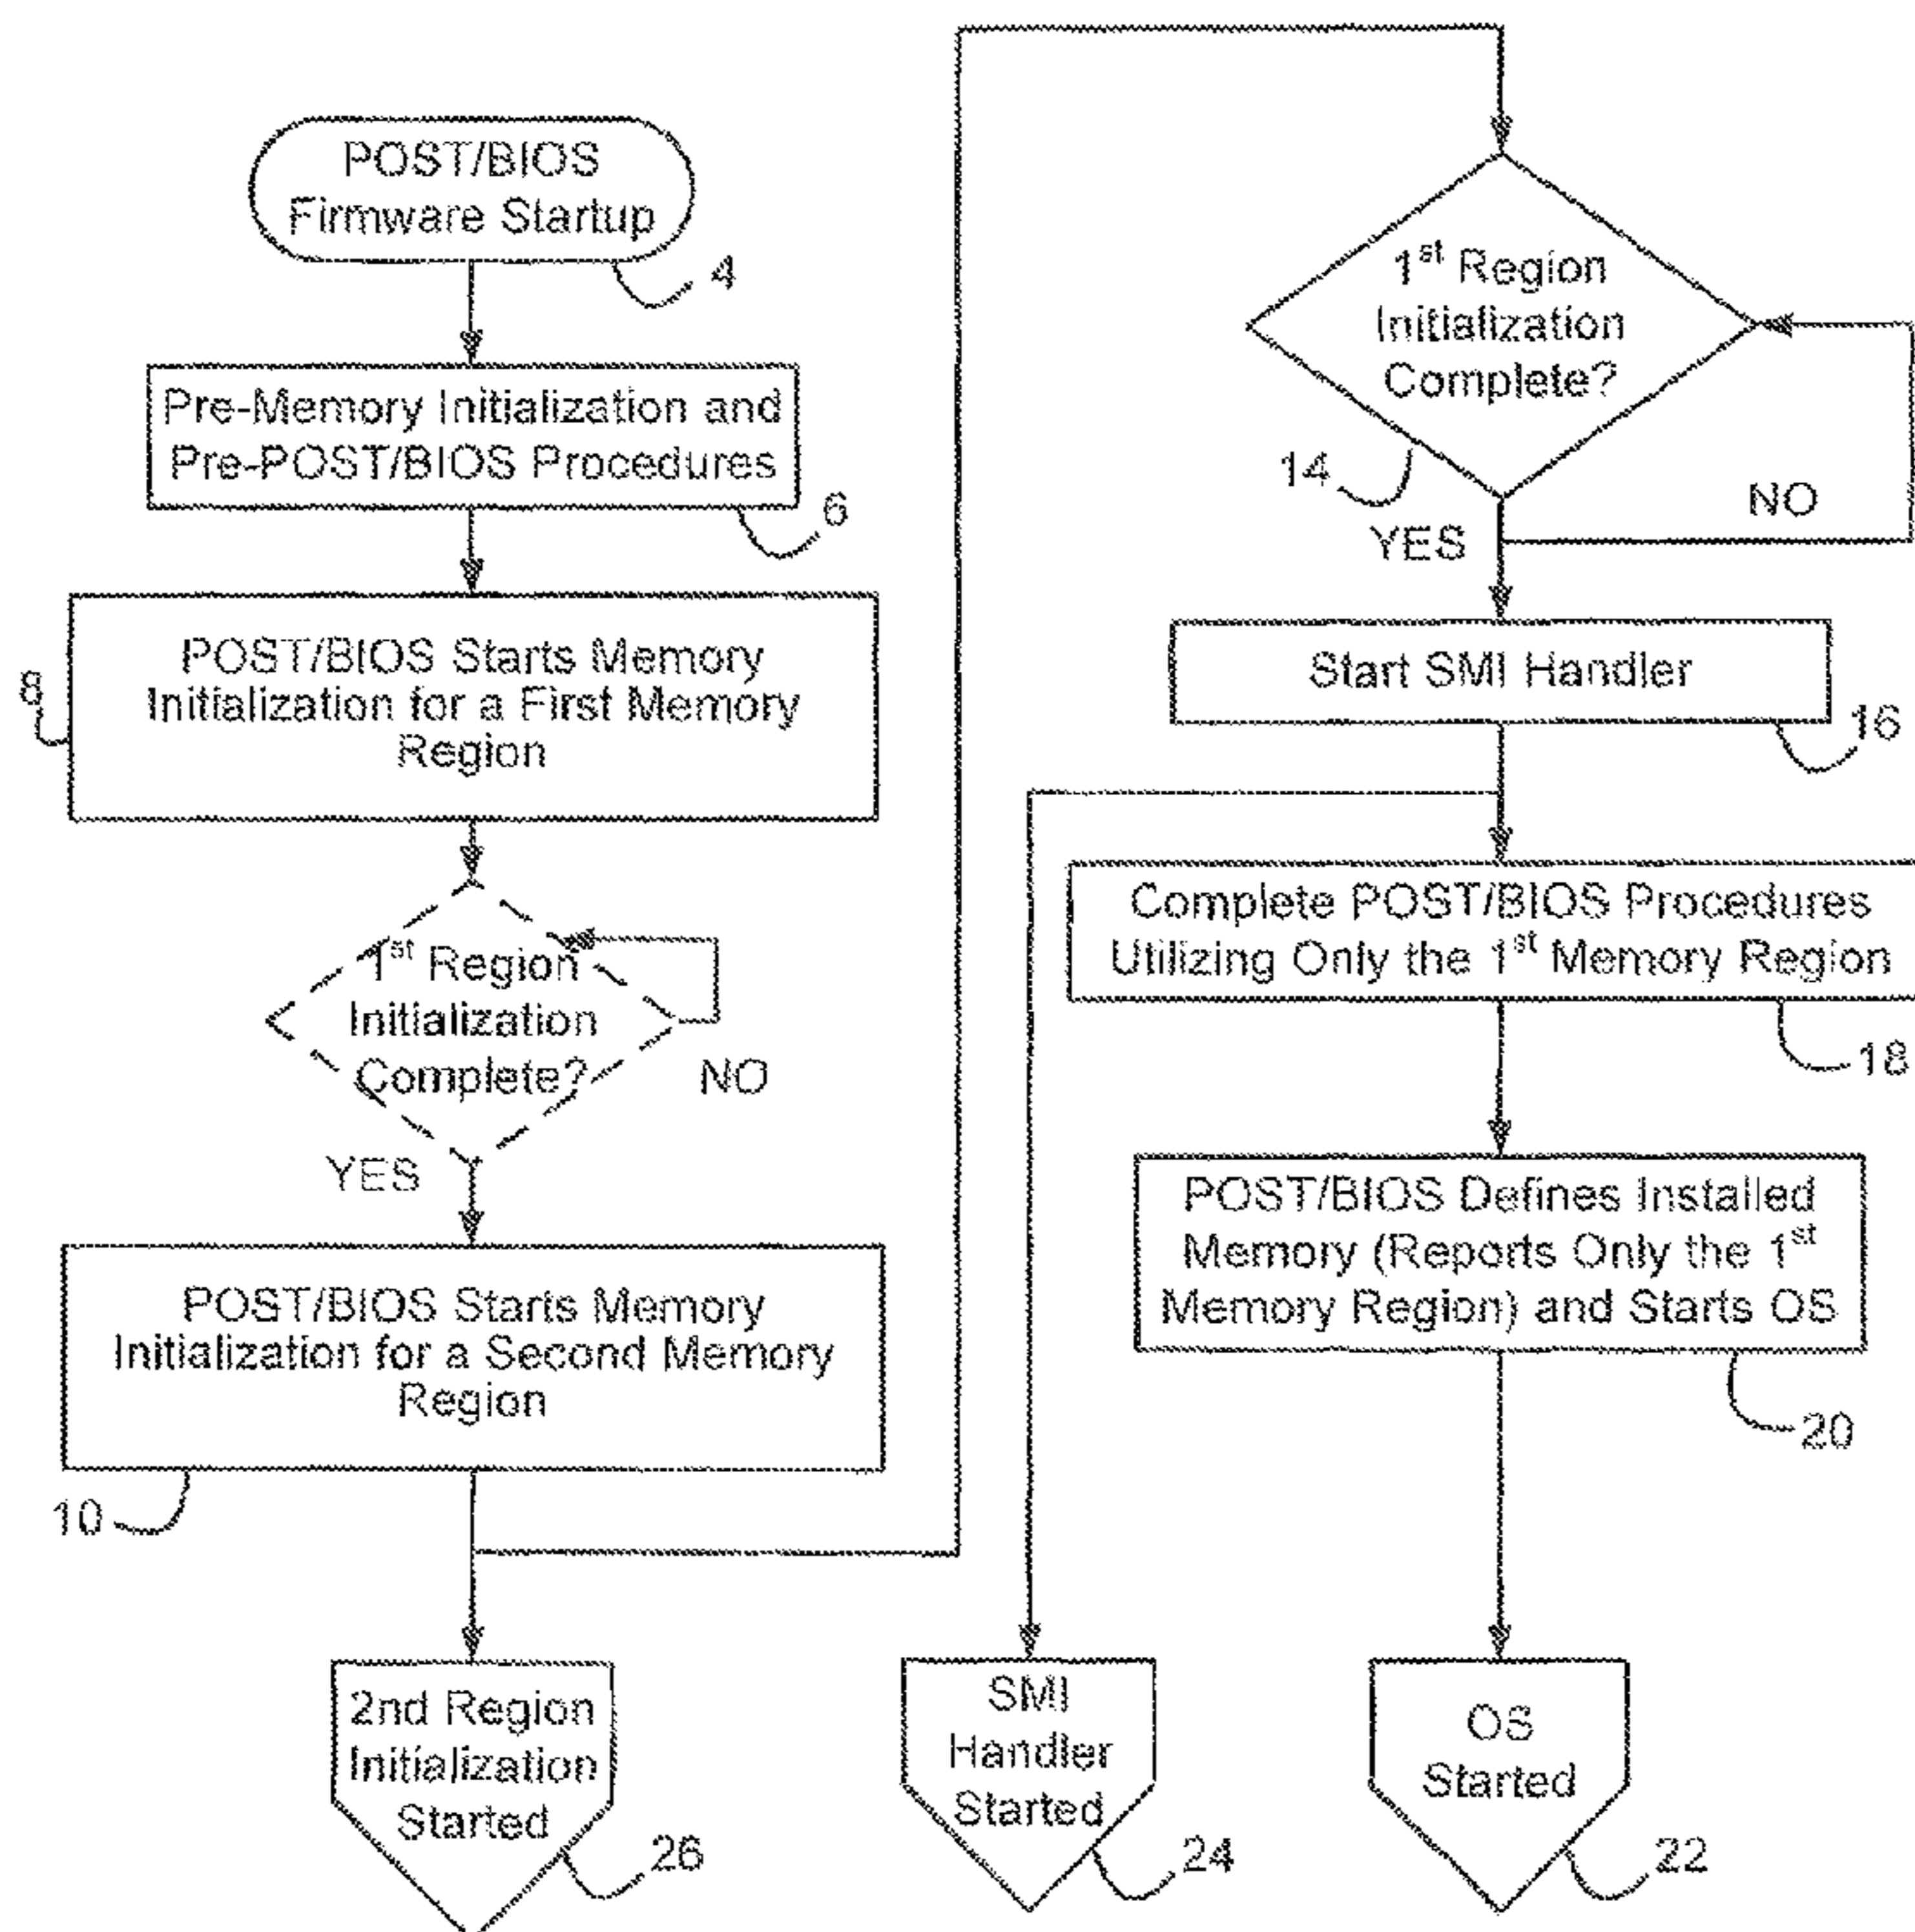 POST/BIOS
Firmware Startup
4
Pre-Memory Initialization and
Pre-POST/BIOS Procedures
6
POST/BIOS Starts Memory
Initialization for a First Memory
Region
8
1st Region
Initialization
Complete?
NO
YES
POST/BIOS Starts Memory
Initialization for a Second Memory
Region
10
2nd Region
Initialization
Started
26
1st Region
Initialization
Complete?
14
NO
YES
Start SMI Handler
16
Complete POST/BIOS Procedures
Utilizing Only the 1st Memory Region
18
POST/BIOS Defines Installed
Memory (Reports Only the 1st
Memory Region) and Starts OS
20
SMI
Handler
Started
24
OS
Started
22